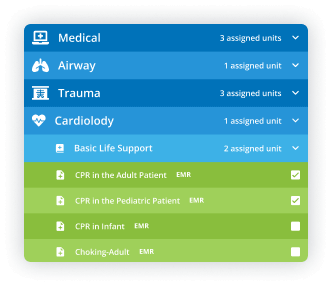 Medical 3 assigned units
Airway 1 assigned unit
Trauma 3 assigned units
Cardiolody 1 assigned unit
Basic Life Support 2 assigned unit
CPR in the Adult Patient EMR
CPR in the Pediatric Patient EMR
CPR in Infant EMR
Choking-Adult EMR